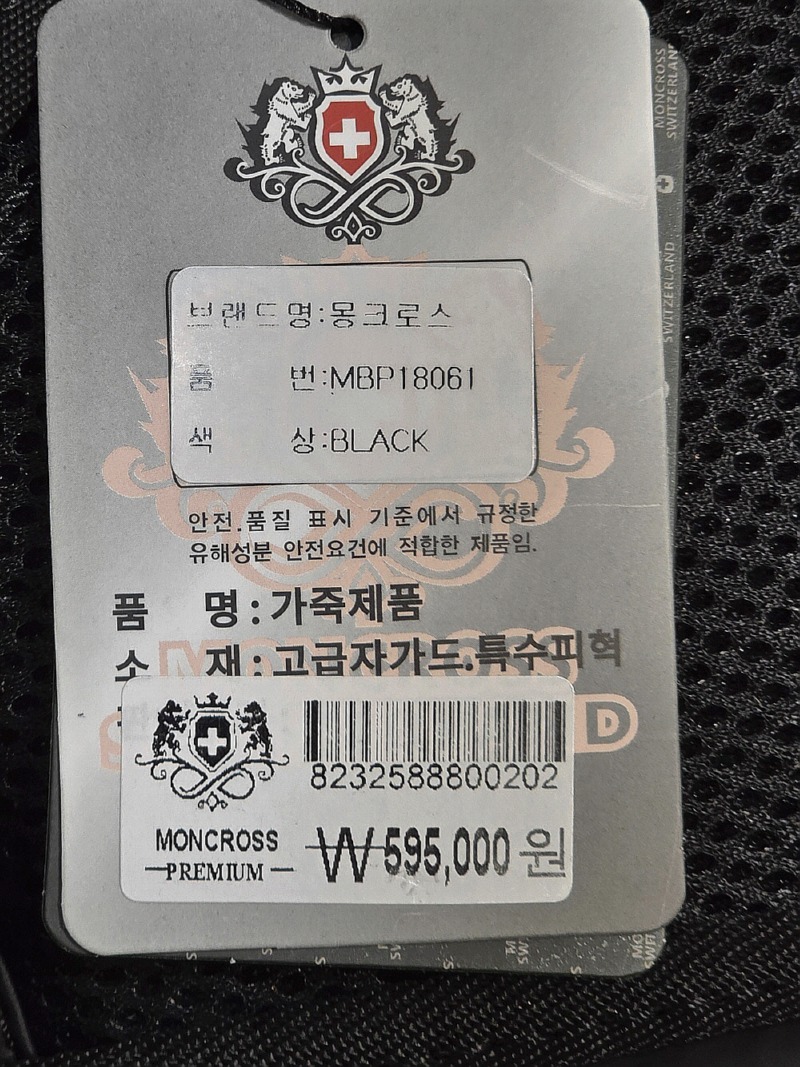 브랜드명:몽크로스
품 번:MBP18061
색 상:BLACK
안전.품질 표시 기준에서 규정한
유해성분 안전요건에 적합한 제품임.
품 명:가죽제품
소 재:고급자가드.특수피혁
MONCROSS
D
8232588800202
MONCROSS
PREMIUM
₩595,000원
MONCROSS
SWITZERLAND
SWITZERLAND